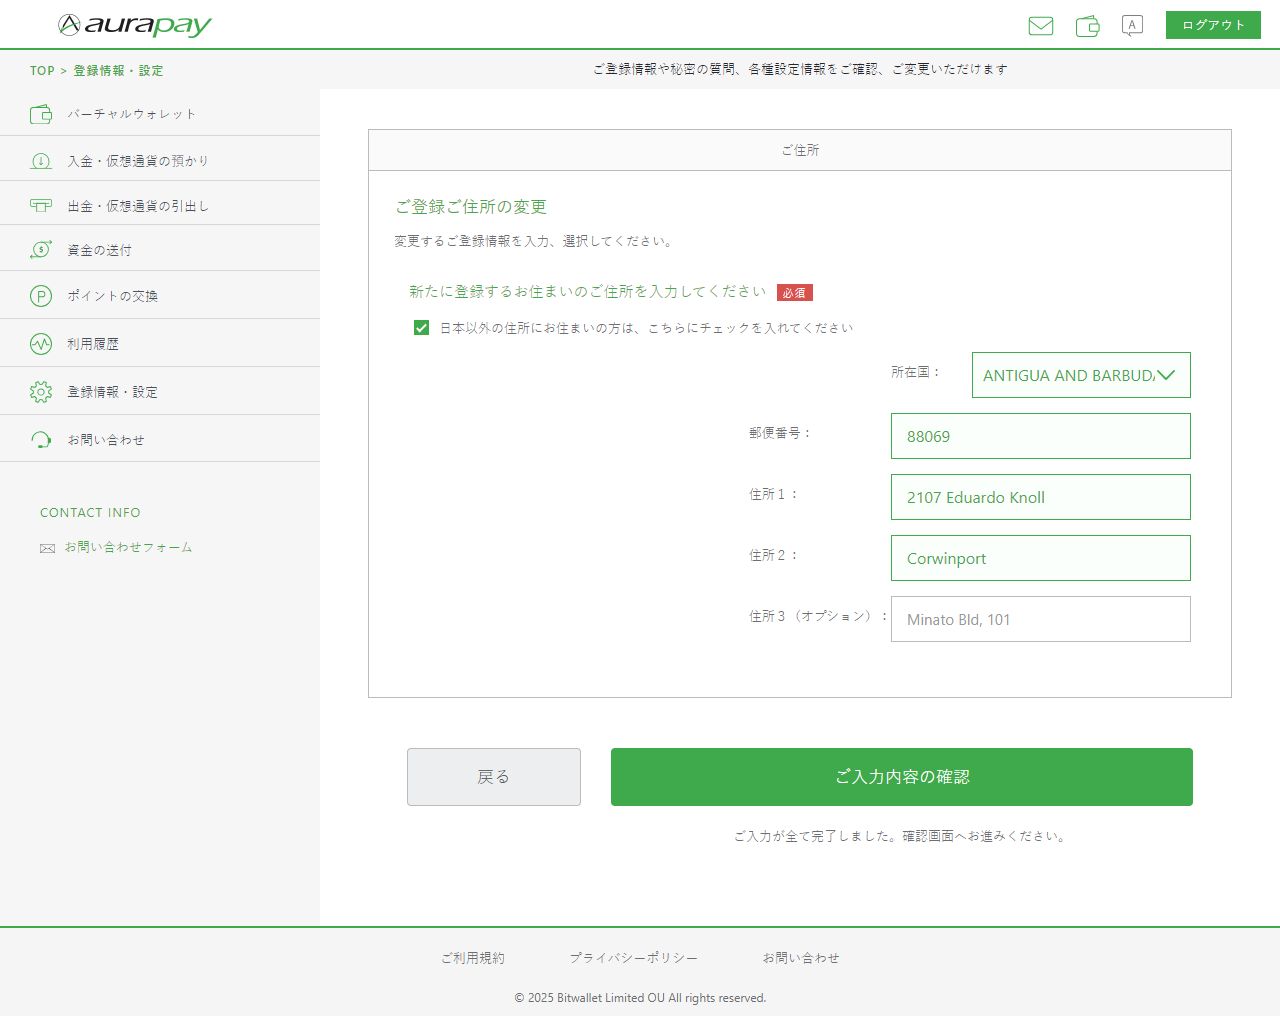 aurapay
A
ログアウト
TOP > 登録情報・設定
ご登録情報や秘密の質問、各種設定情報をご確認、ご変更いただけます
バーチャルウォレット
入金・仮想通貨の預かり
出金・仮想通貨の引出し
資金の送付
ポイントの交換
利用履歴
登録情報・設定
お問い合わせ
CONTACT INFO
お問い合わせフォーム
ご住所
ご登録ご住所の変更
変更するご登録情報を入力、選択してください。
新たに登録するお住まいのご住所を入力してください 必須
日本以外の住所にお住まいの方は、こちらにチェックを入れてください
所在国： ANTIGUA AND BARBUDA
郵便番号： 88069
住所１： 2107 Eduardo Knoll
住所２： Corwinport
住所３（オプション）： Minato Bld, 101
戻る ご入力内容の確認
ご入力が全て完了しました。確認画面へお進みください。
ご利用規約 プライバシーポリシー お問い合わせ
© 2025 Bitwallet Limited OU All rights reserved.